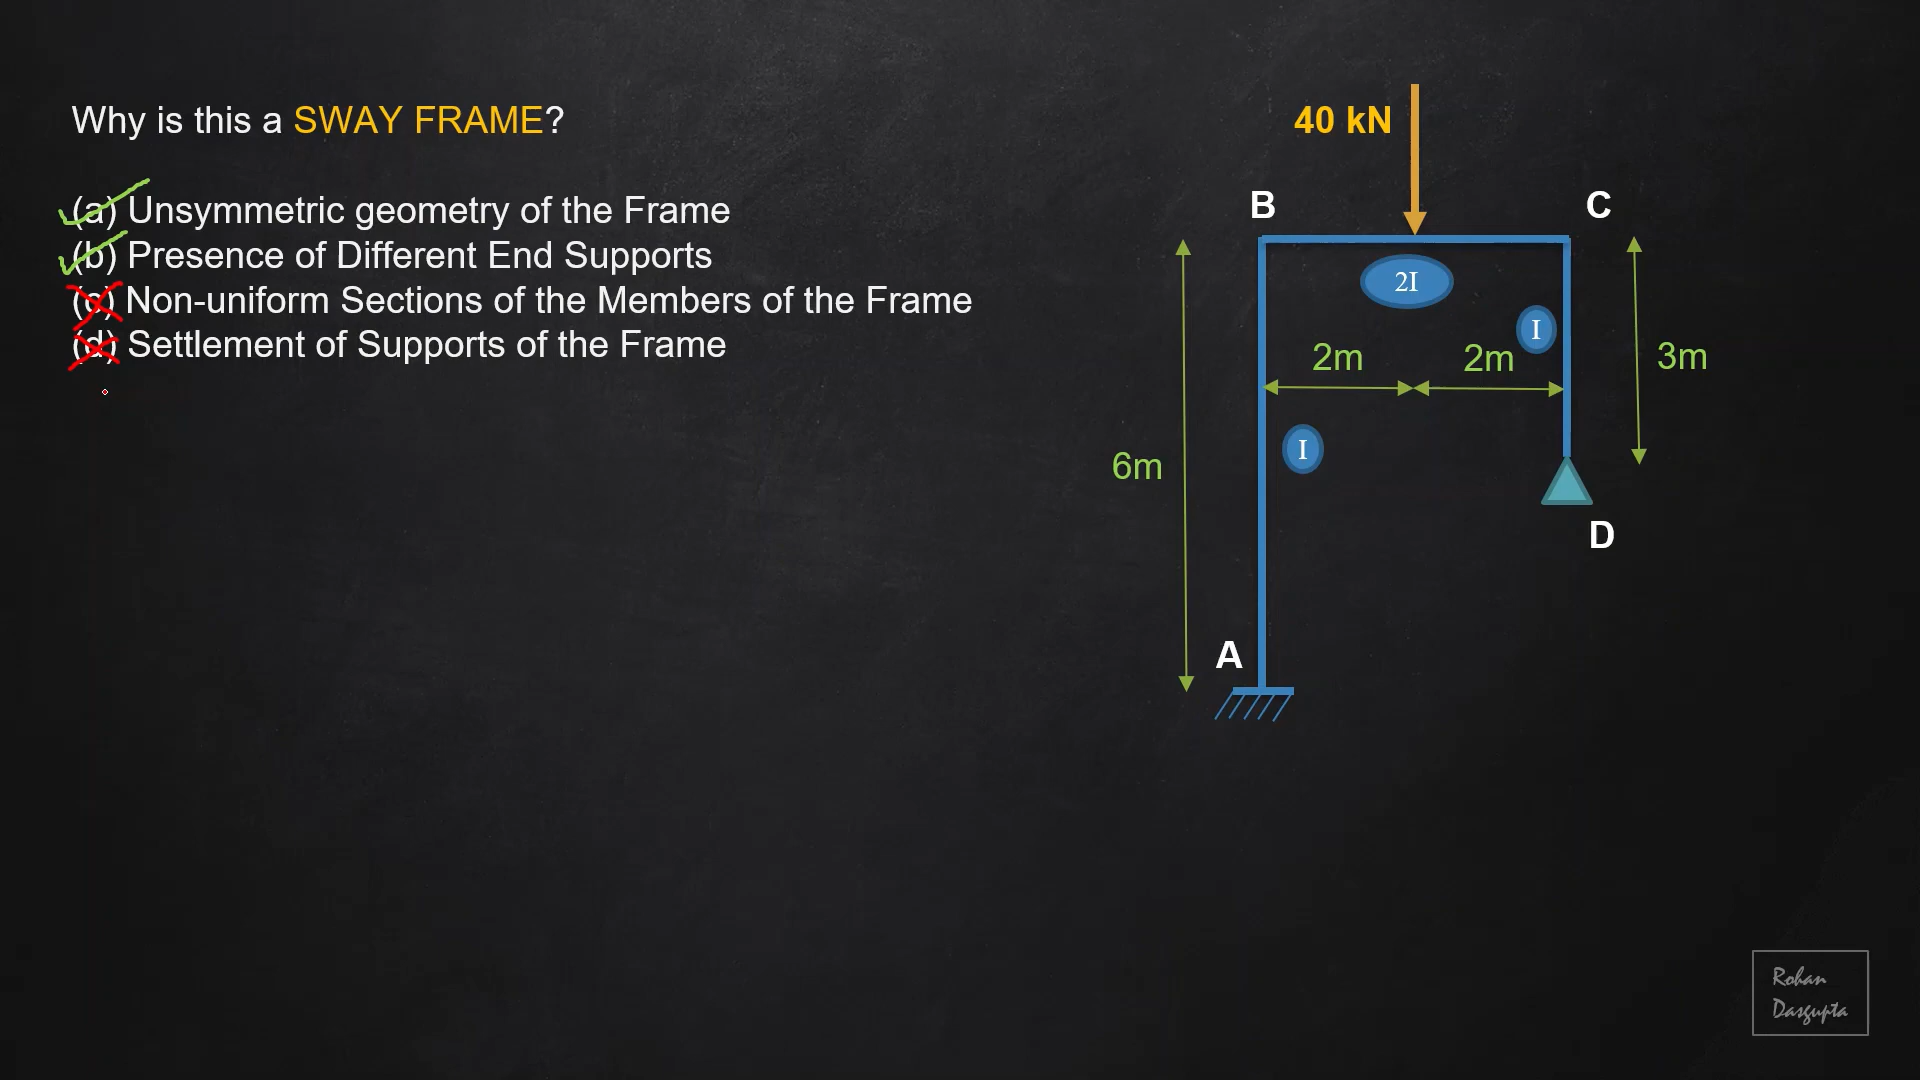 Why is this a SWAY FRAME?
(a) Unsymmetric geometry of the Frame
(b) Presence of Different End Supports
(c) Non-uniform Sections of the Members of the Frame
(d) Settlement of Supports of the Frame
40 kN
B
C
2I
I
2m
2m
3m
I
6m
D
A
Rohan
Dasgupta